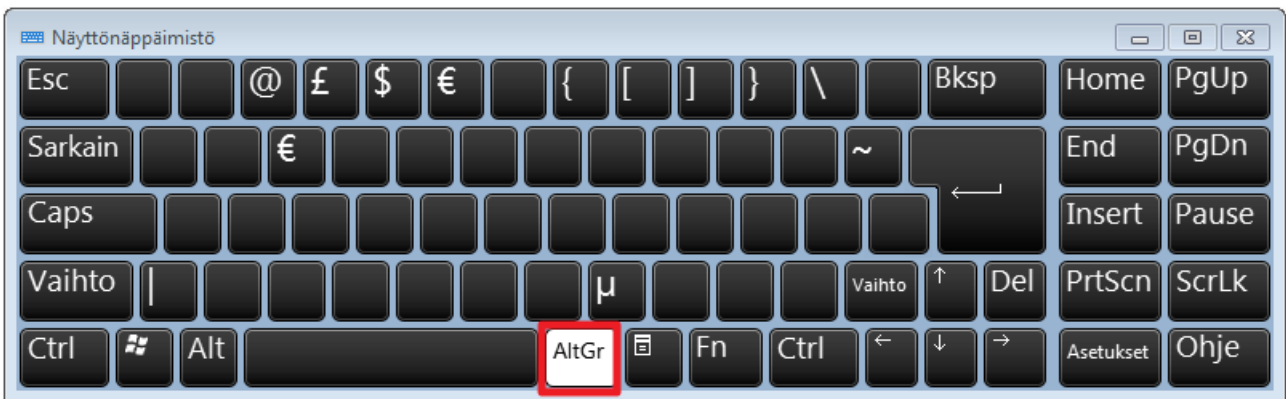 Näyttönäppäimistö
Esc @ £ $ € { [ ] } \ Bksp Home PgUp
Sarkain € ~ End PgDn
Caps ← Insert Pause
Vaihto | µ Vaihto ↑ Del PrtScn ScrLk
Ctrl Alt AltGr Fn Ctrl ← ↓ → Asetukset Ohje